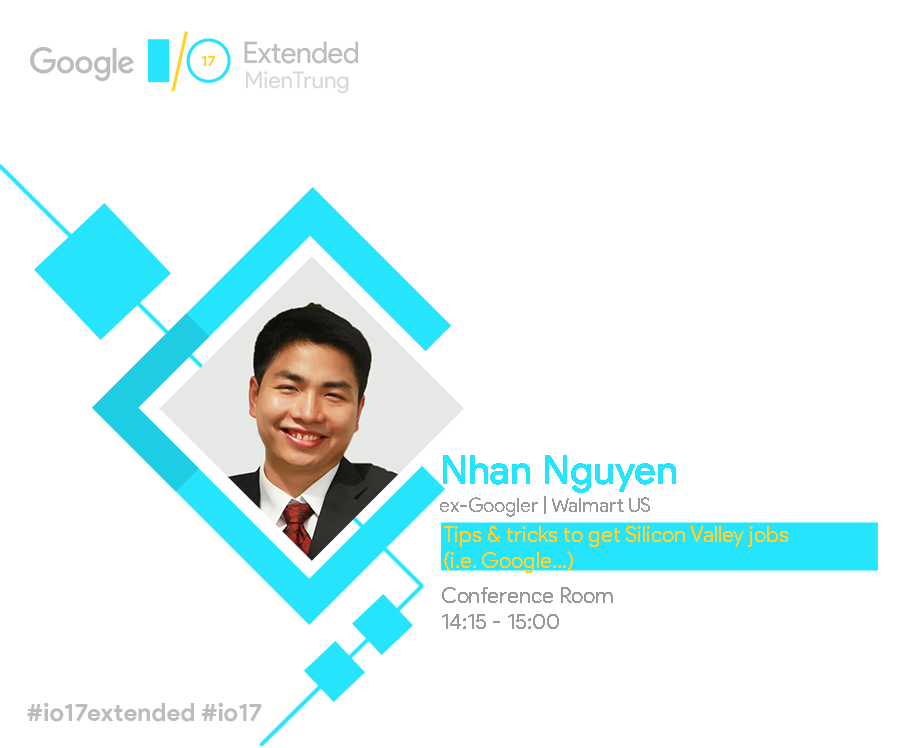 Google I/O 17 Extended
MienTrung
Nhan Nguyen
ex-Googler | Walmart US
Tips & tricks to get Silicon Valley jobs
(i.e. Google...)
Conference Room
14:15 - 15:00
#io17extended #io17